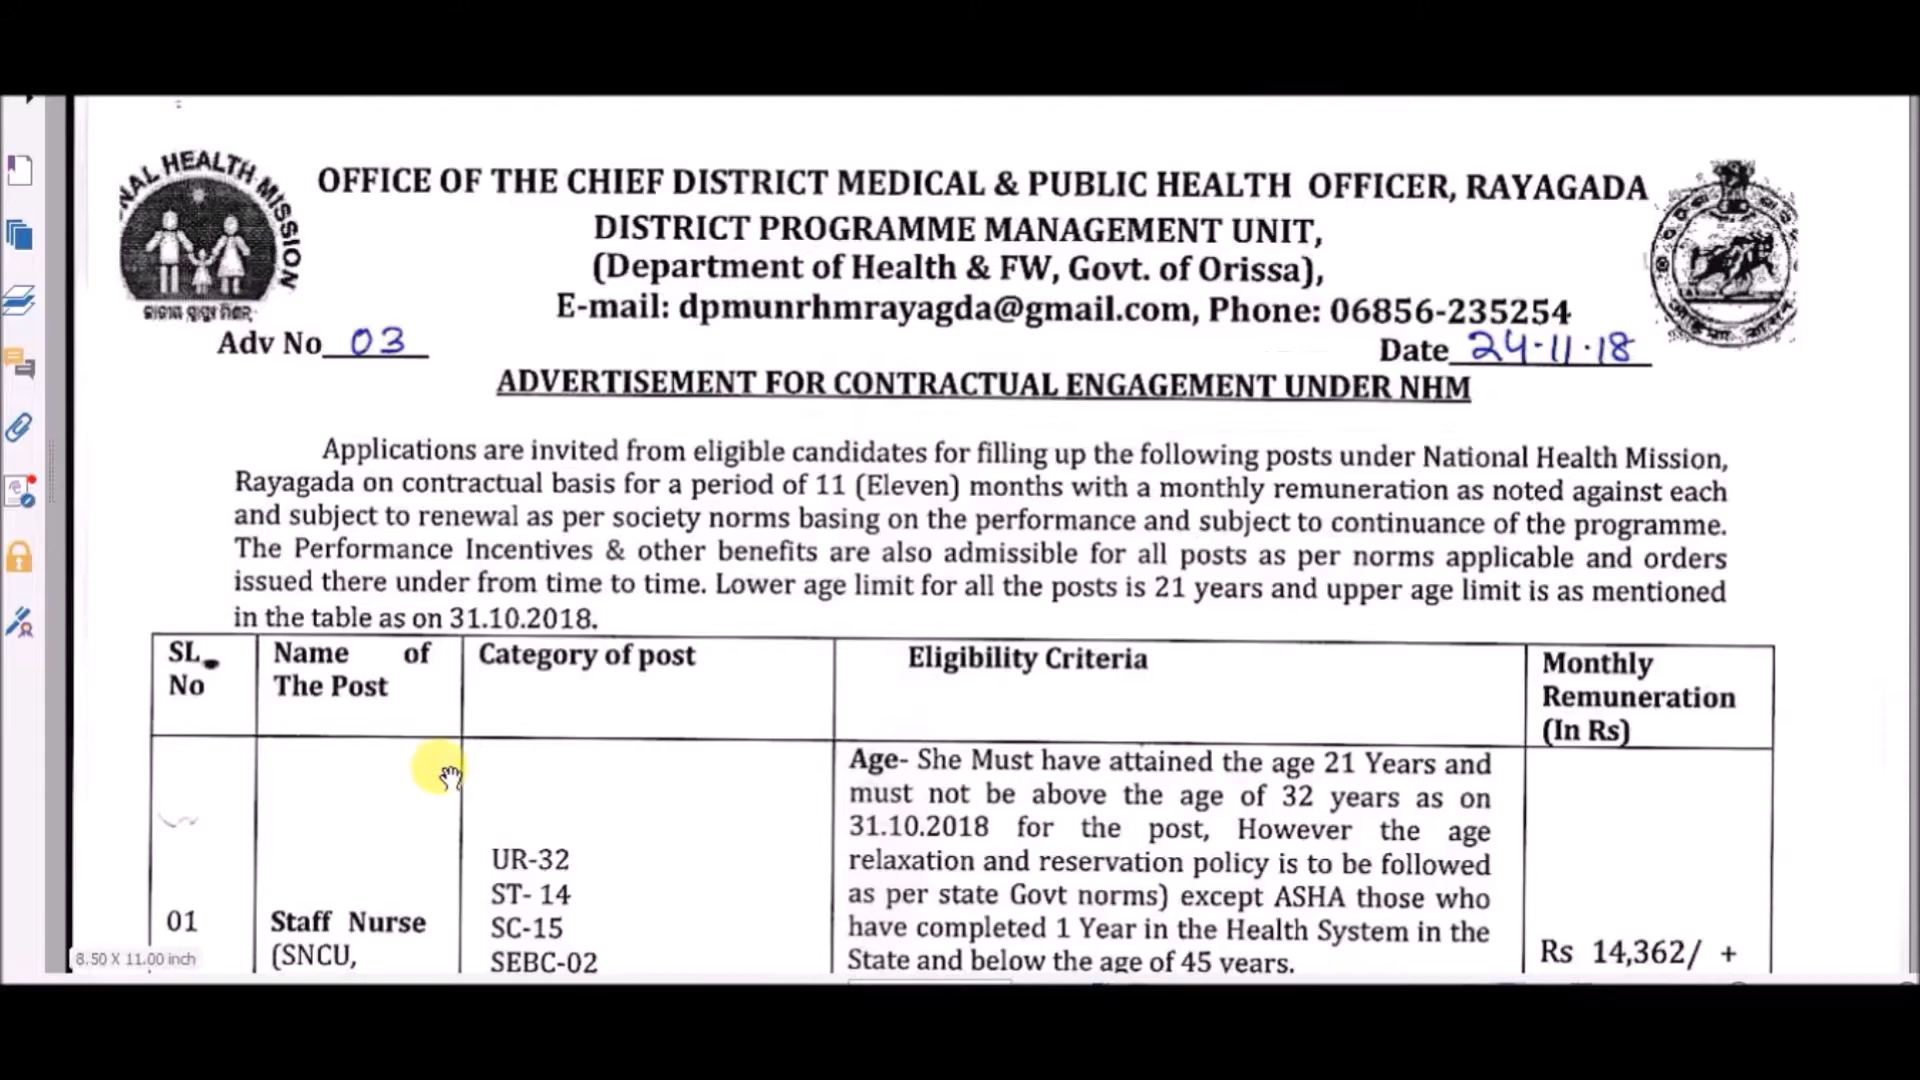 NAL HEALTH MISSION
OFFICE OF THE CHIEF DISTRICT MEDICAL & PUBLIC HEALTH OFFICER, RAYAGADA
DISTRICT PROGRAMME MANAGEMENT UNIT,
(Department of Health & FW, Govt. of Orissa),
E-mail: dpmunrhmrayagda@gmail.com, Phone: 06856-235254
Adv No 03
Date 24.11.18
ADVERTISEMENT FOR CONTRACTUAL ENGAGEMENT UNDER NHM
Applications are invited from eligible candidates for filling up the following posts under National Health Mission,
Rayagada on contractual basis for a period of 11 (Eleven) months with a monthly remuneration as noted against each
and subject to renewal as per society norms basing on the performance and subject to continuance of the programme.
The Performance Incentives & other benefits are also admissible for all posts as per norms applicable and orders
issued there under from time to time. Lower age limit for all the posts is 21 years and upper age limit is as mentioned
in the table as on 31.10.2018.
SL
No
Name of
The Post
Category of post
Eligibility Criteria
Monthly
Remuneration
(In Rs)
01
Staff Nurse
(SNCU,
UR-32
ST- 14
SC-15
SEBC-02
Age- She Must have attained the age 21 Years and
must not be above the age of 32 years as on
31.10.2018 for the post, However the age
relaxation and reservation policy is to be followed
as per state Govt norms) except ASHA those who
have completed 1 Year in the Health System in the
State and below the age of 45 years.
Rs 14,362/ +
8.50 X 11.00 inch